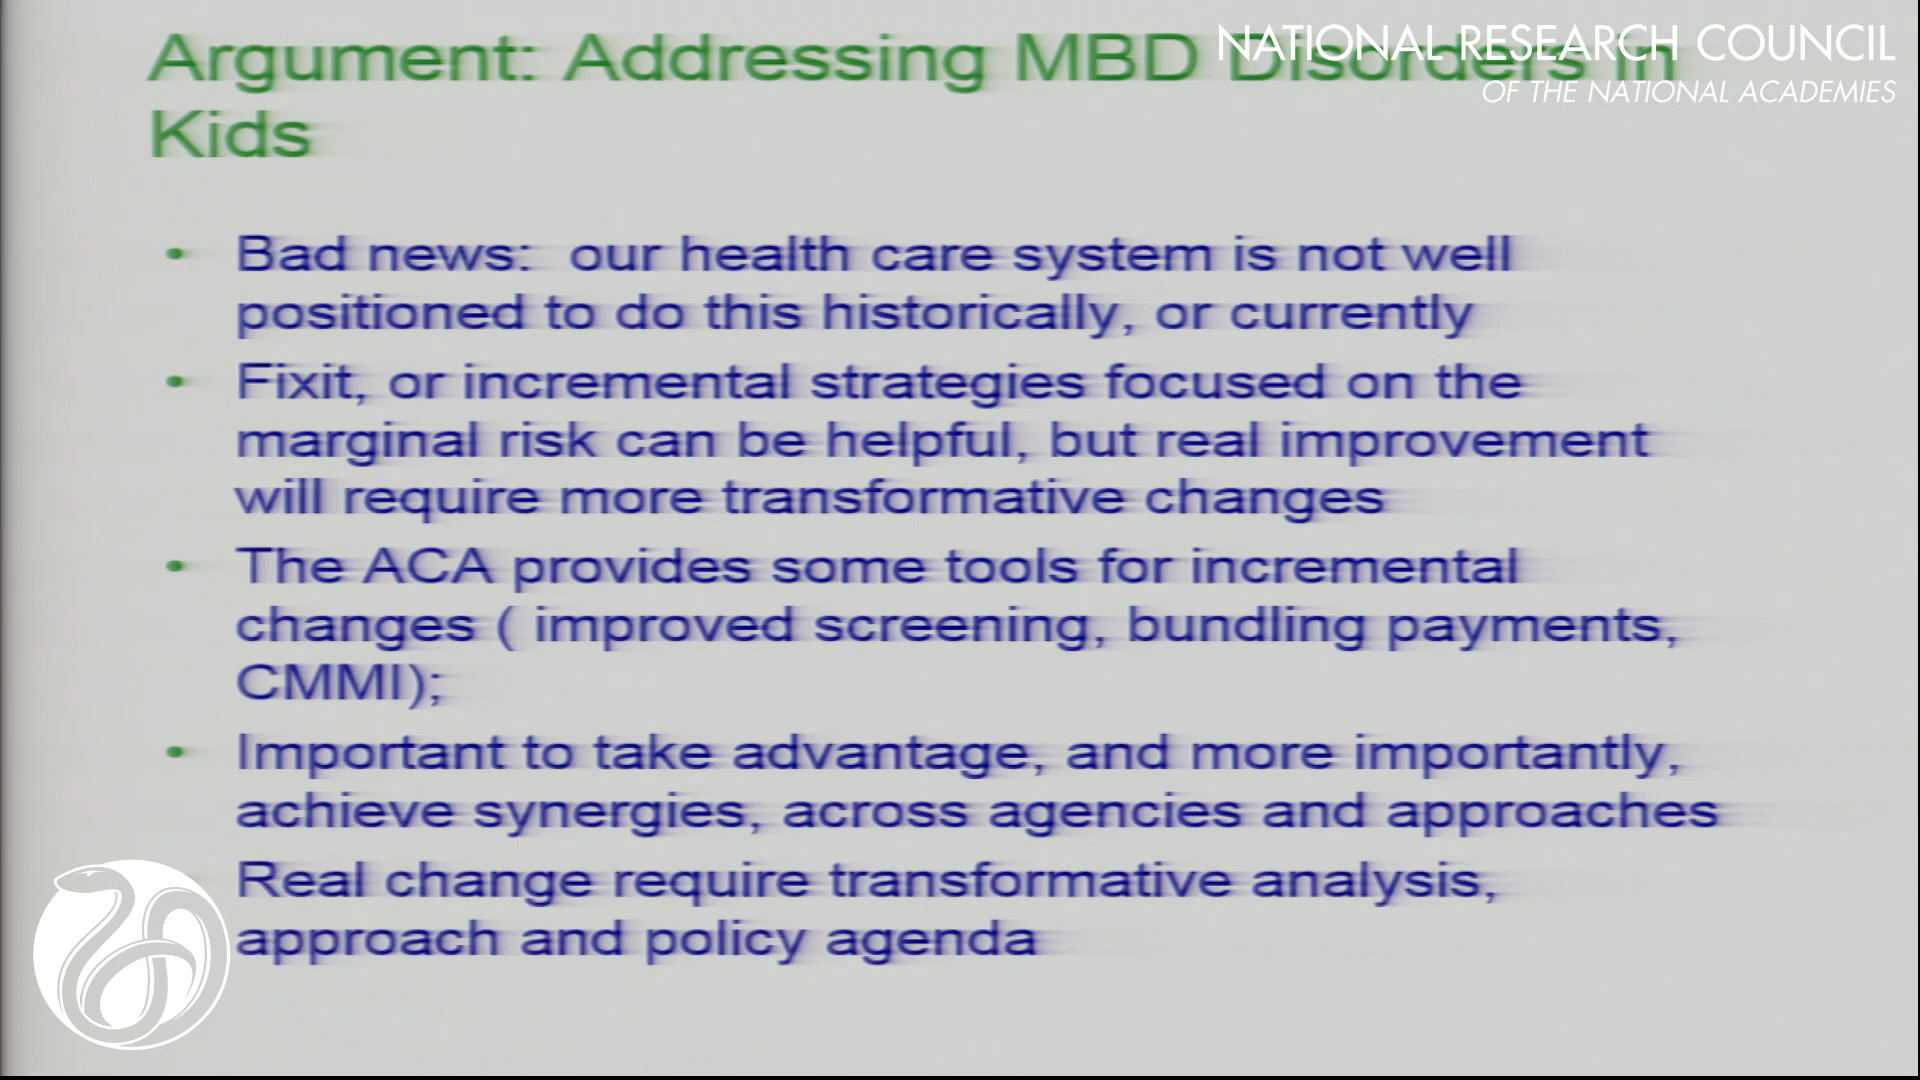 Argument: Addressing MBD Disorders in
Kids
NATIONAL RESEARCH COUNCIL
OF THE NATIONAL ACADEMIES
• Bad news:  our health care system is not well
positioned to do this historically, or currently
• Fixit, or incremental strategies focused on the
marginal risk can be helpful, but real improvement
will require more transformative changes
• The ACA provides some tools for incremental
changes ( improved screening, bundling payments,
CMMI);
• Important to take advantage, and more importantly,
achieve synergies, across agencies and approaches
Real change require transformative analysis,
approach and policy agenda